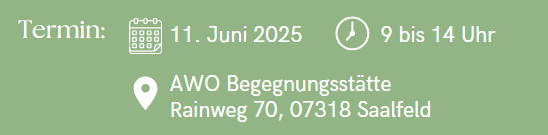 Termin: 11. Juni 2025 9 bis 14 Uhr
AWO Begegnungsstätte
Rainweg 70, 07318 Saalfeld